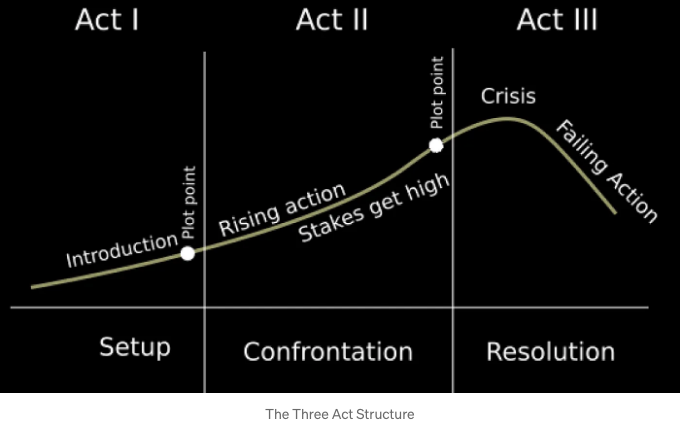 Act I
Act II
Act III
Introduction
Plot point
Rising action
Stakes get high
Plot point
Crisis
Failing Action
Setup
Confrontation
Resolution
The Three Act Structure